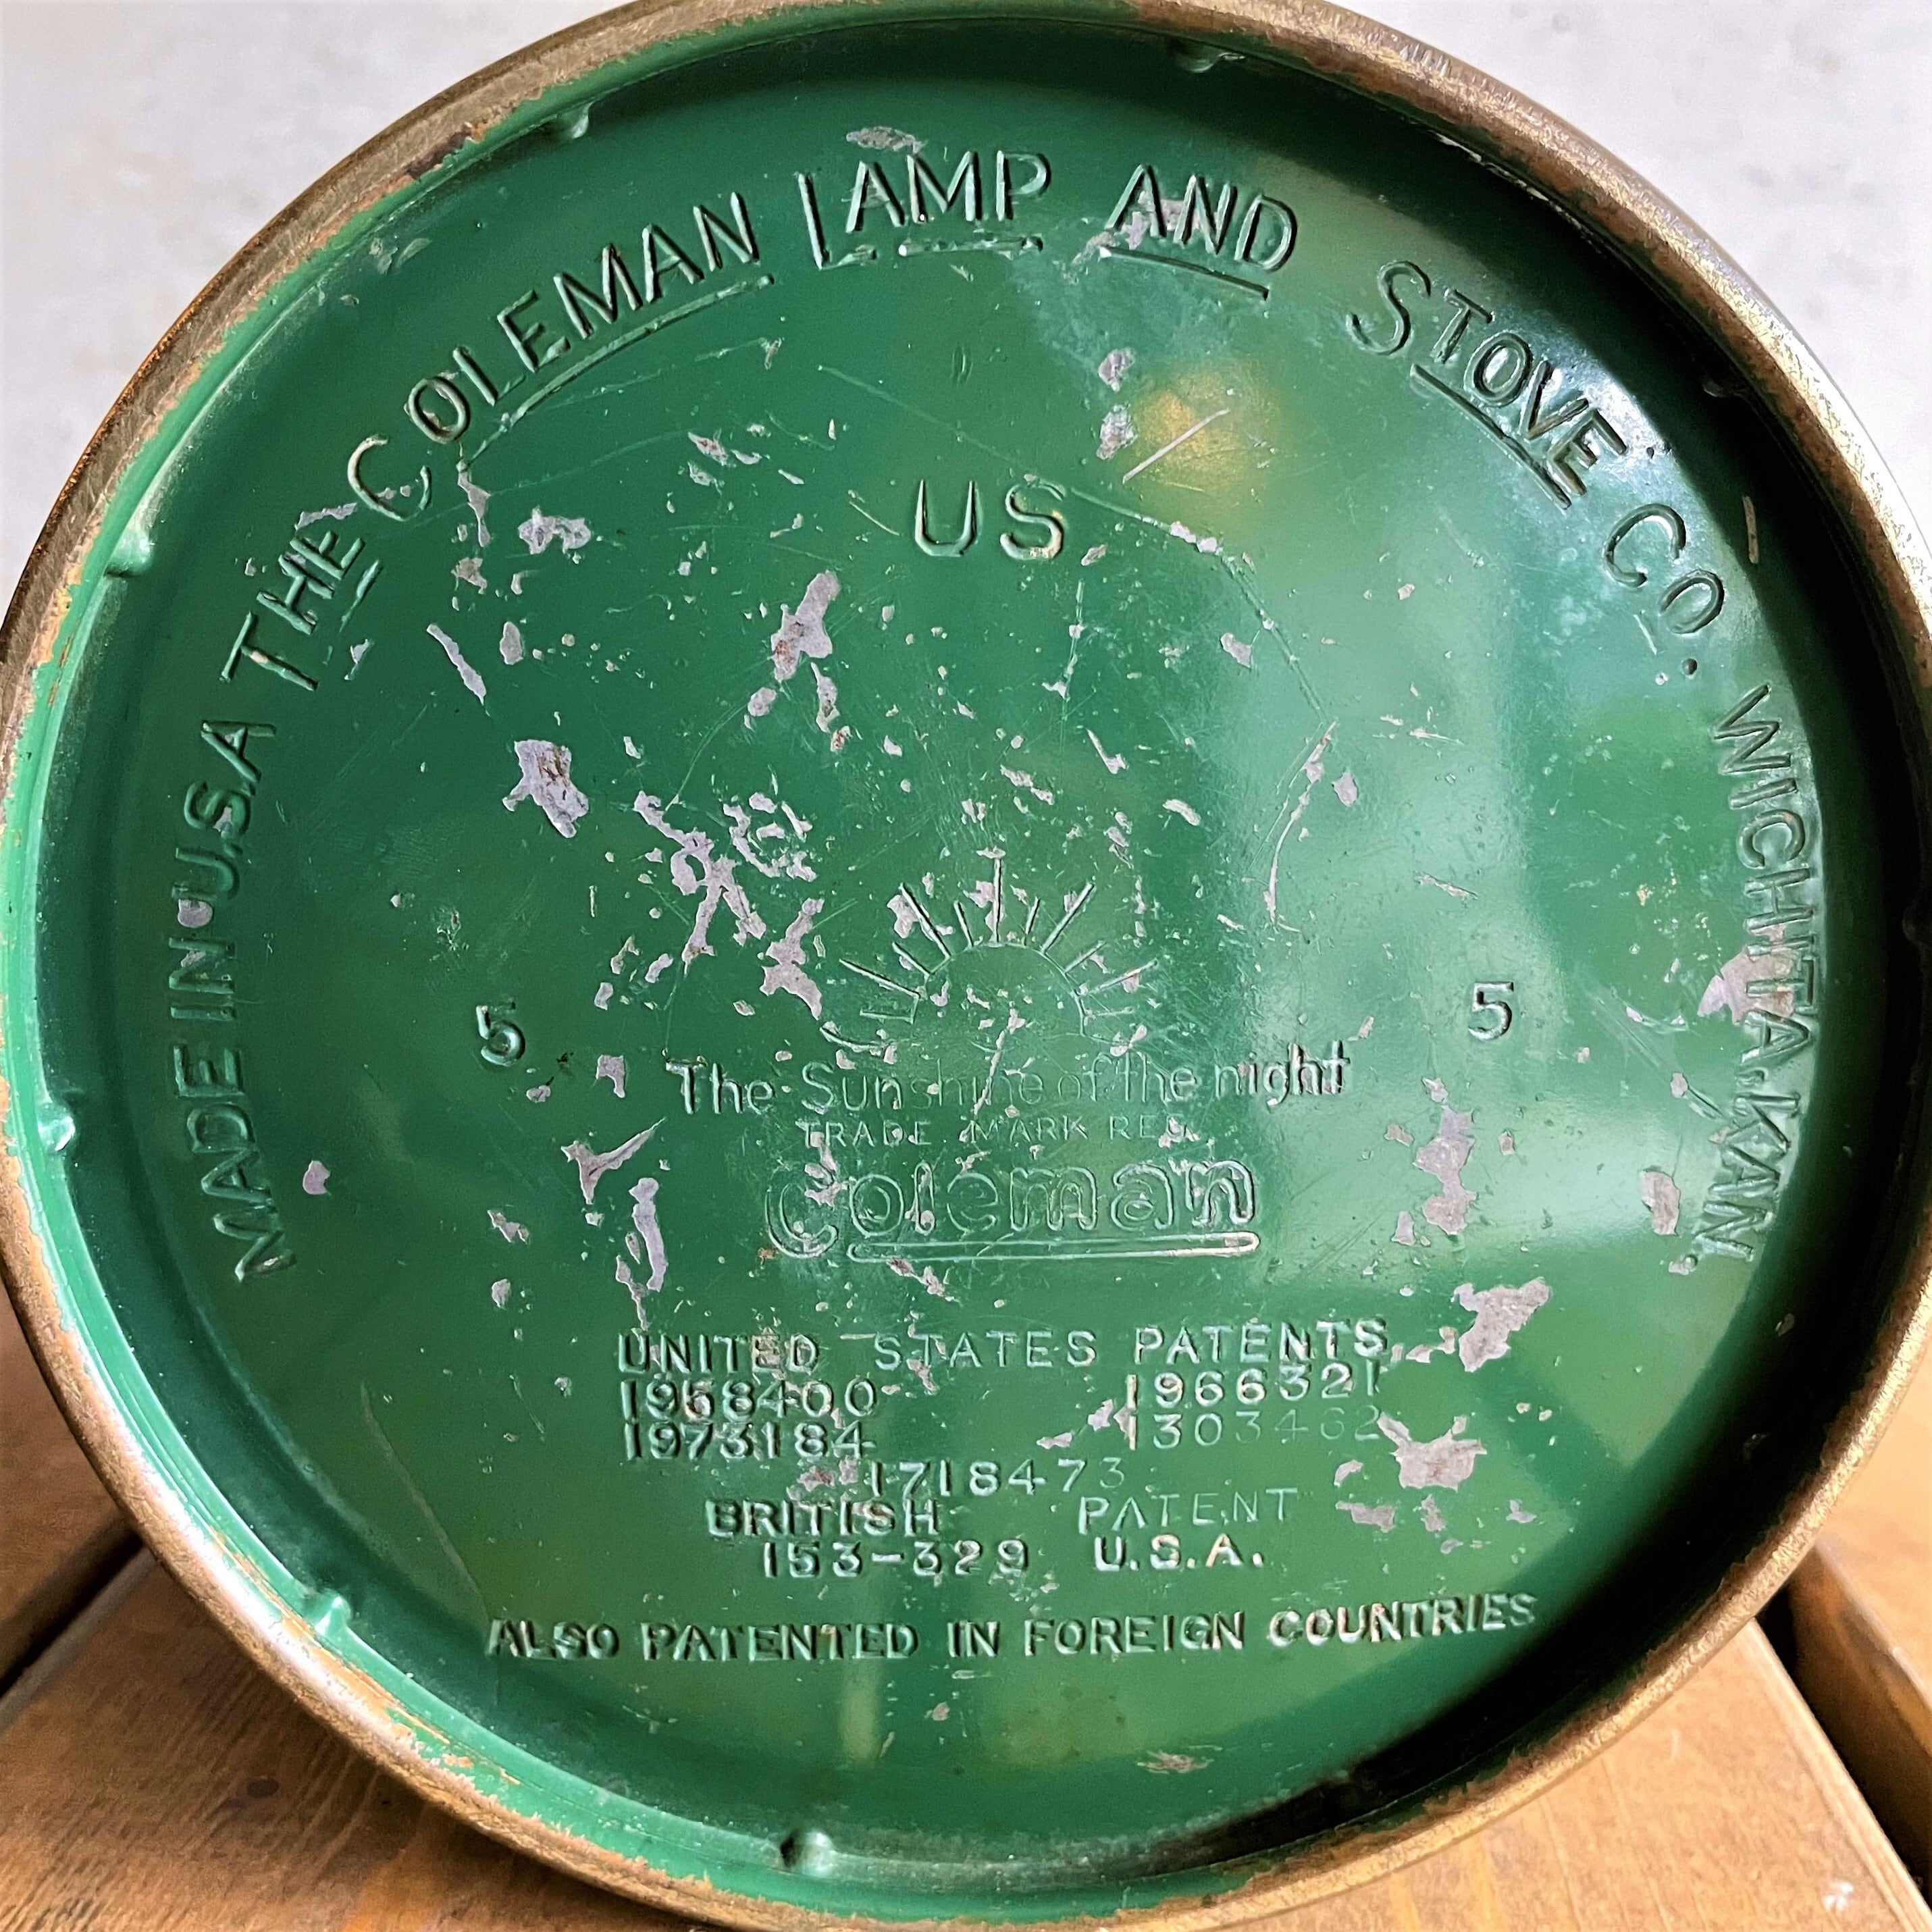 MADE IN U.S.A THE COLEMAN LAMP AND STOVE CO. WICHITA, KAN.
US
5 5
The Sunshine of the night
TRADE MARK REG.
Coleman
UNITED STATES PATENTS
1958400 1966321
1973184 1303462
1718473
BRITISH PATENT
153-329 U.S.A.
ALSO PATENTED IN FOREIGN COUNTRIES